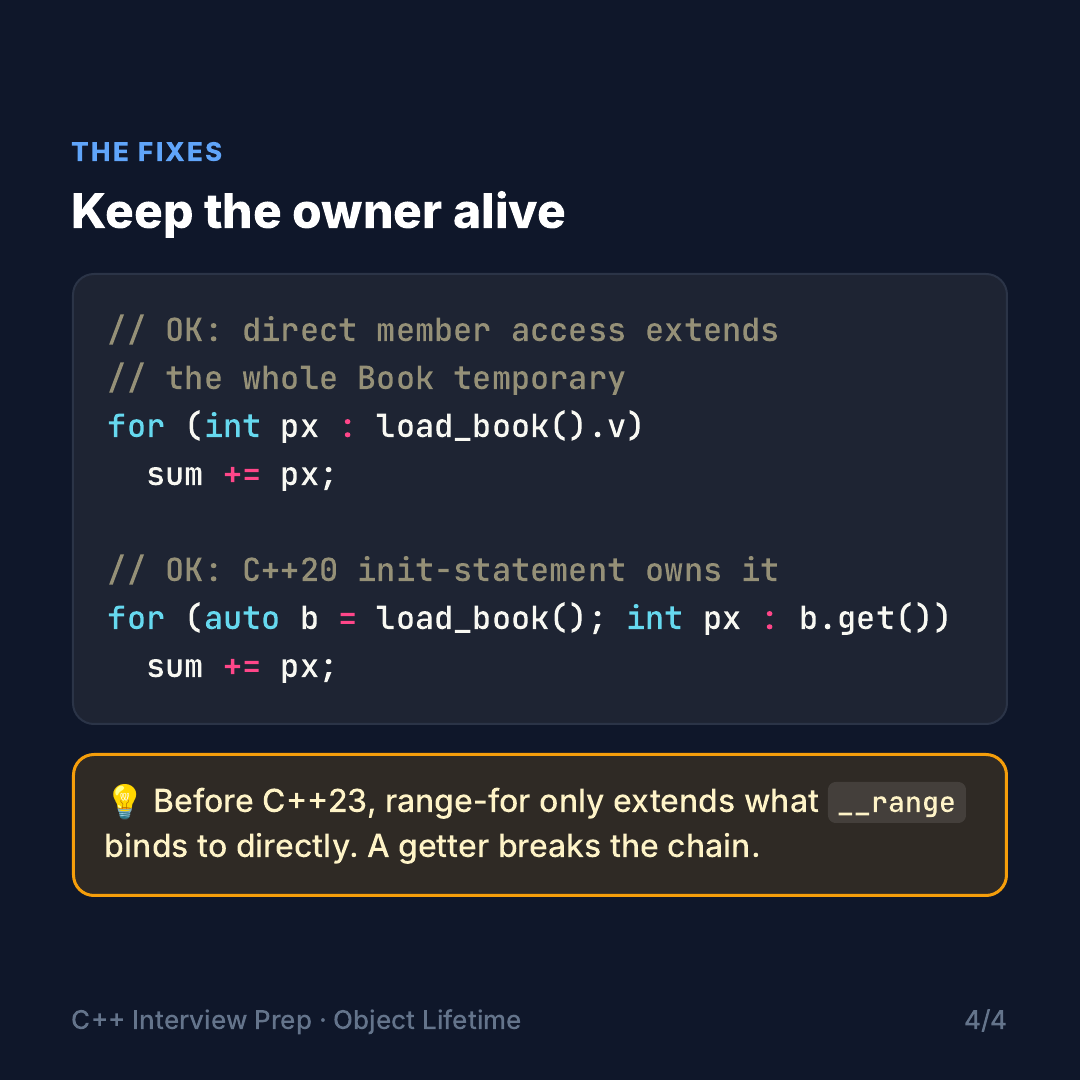 THE FIXES
Keep the owner alive
// OK: direct member access extends
// the whole Book temporary
for (int px : load_book().v)
  sum += px;
// OK: C++20 init-statement owns it
for (auto b = load_book(); int px : b.get())
  sum += px;
💡 Before C++23, range-for only extends what __range
binds to directly. A getter breaks the chain.
C++ Interview Prep · Object Lifetime
4/4